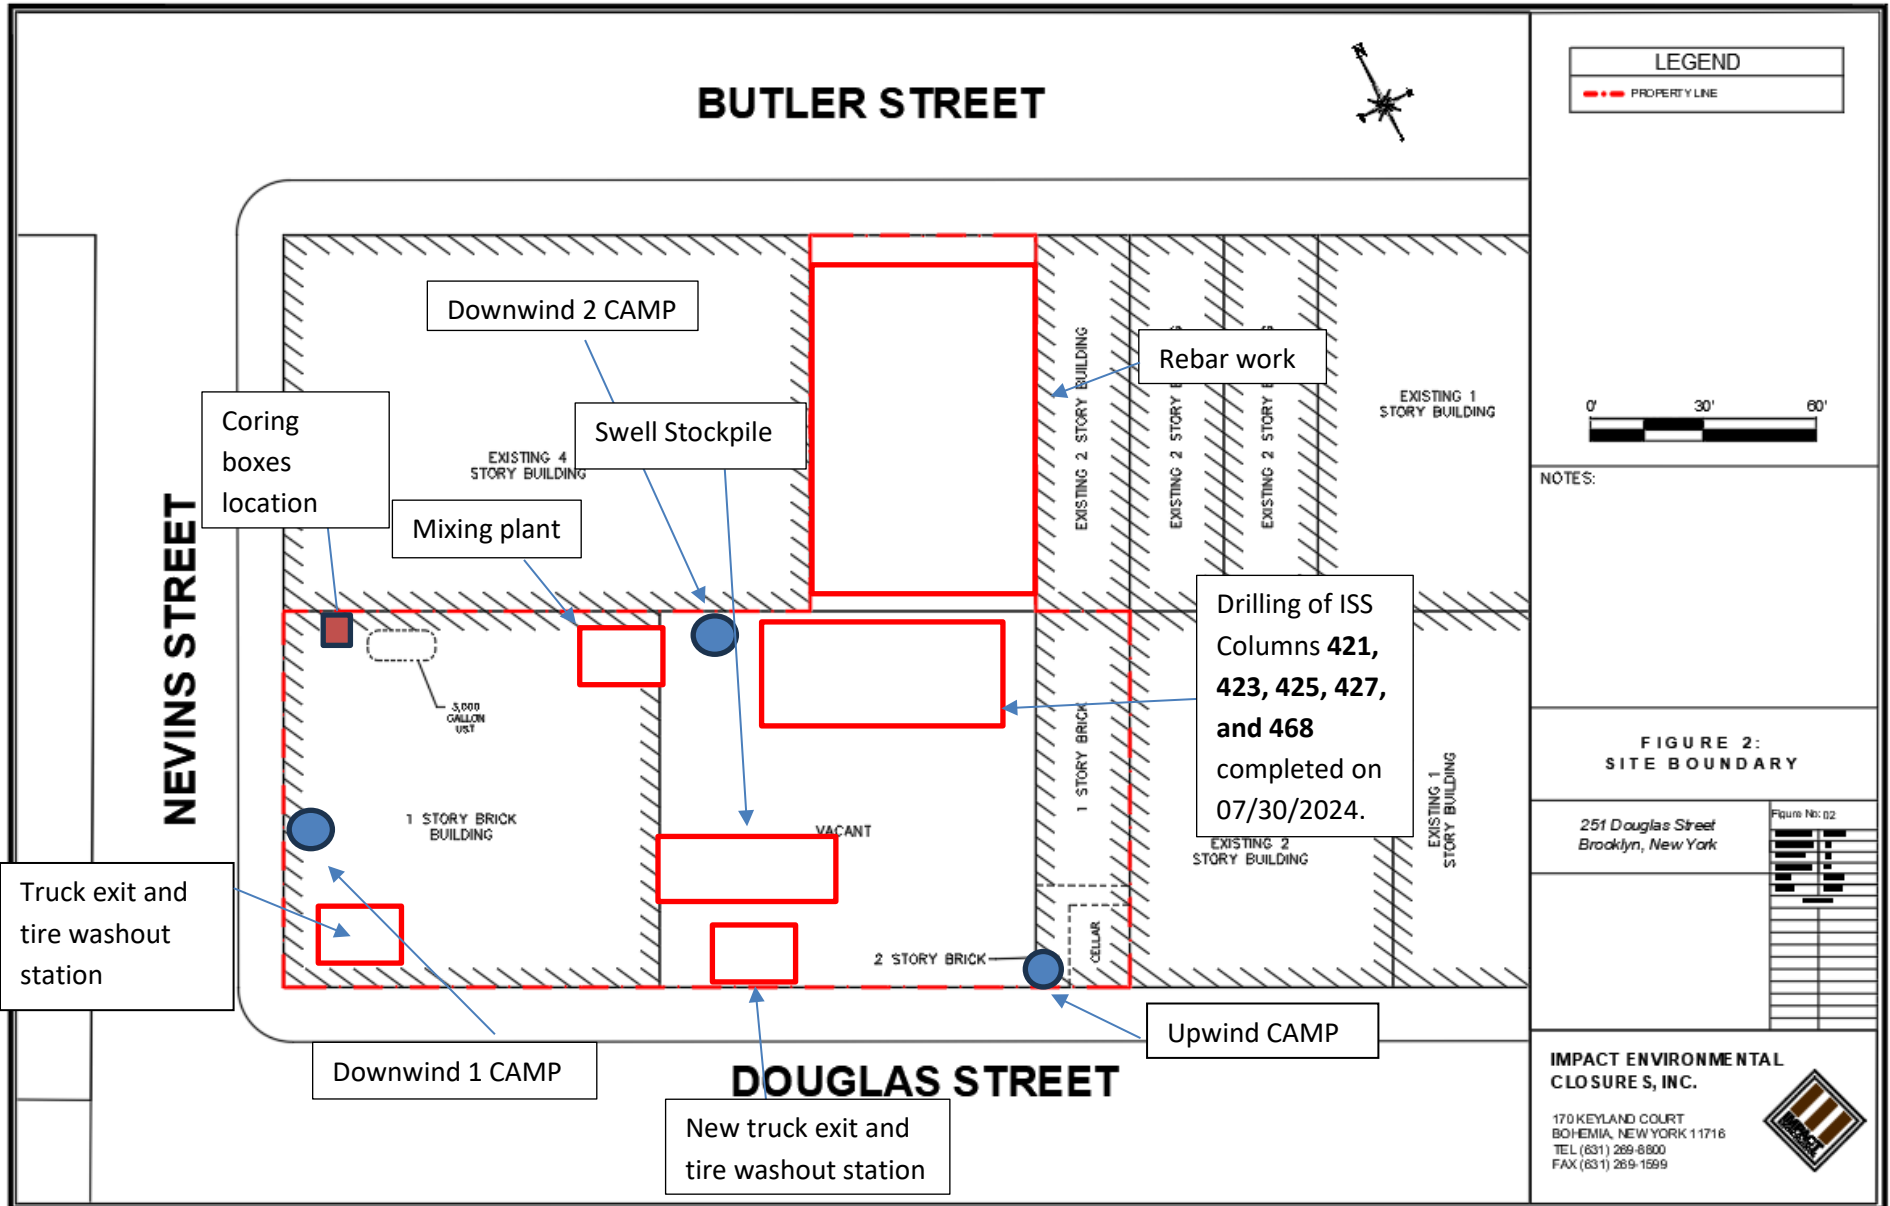 BUTLER STREET
N
LEGEND
PROPERTY LINE
Downwind 2 CAMP
Rebar work
Coring
boxes
location
Swell Stockpile
EXISTING 4
STORY BUILDING
Mixing plant
EXISTING 2 STORY BUILDING
EXISTING 2 STORY
EXISTING 2 STORY
EXISTING 1
STORY BUILDING
0' 30' 60'
NOTES:
NEVINS STREET
Drilling of ISS
Columns 421,
423, 425, 427,
and 468
completed on
07/30/2024.
GALLON
UST
1 STORY BRICK
BUILDING
VACANT
1 STORY BRICK
EXISTING 2
STORY BUILDING
EXISTING 1
STORY BUILDING
Truck exit and
tire washout
station
2 STORY BRICK
CELLAR
Downwind 1 CAMP
Upwind CAMP
DOUGLAS STREET
New truck exit and
tire washout station
FIGURE 2:
SITE BOUNDARY
251 Douglas Street
Brooklyn, New York
Figure No: 02
IMPACT ENVIRONMENTAL
CLOSURES, INC.
170 KEYLAND COURT
BOHEMIA, NEW YORK 11716
TEL (631) 269-8800
FAX (631) 269-1599